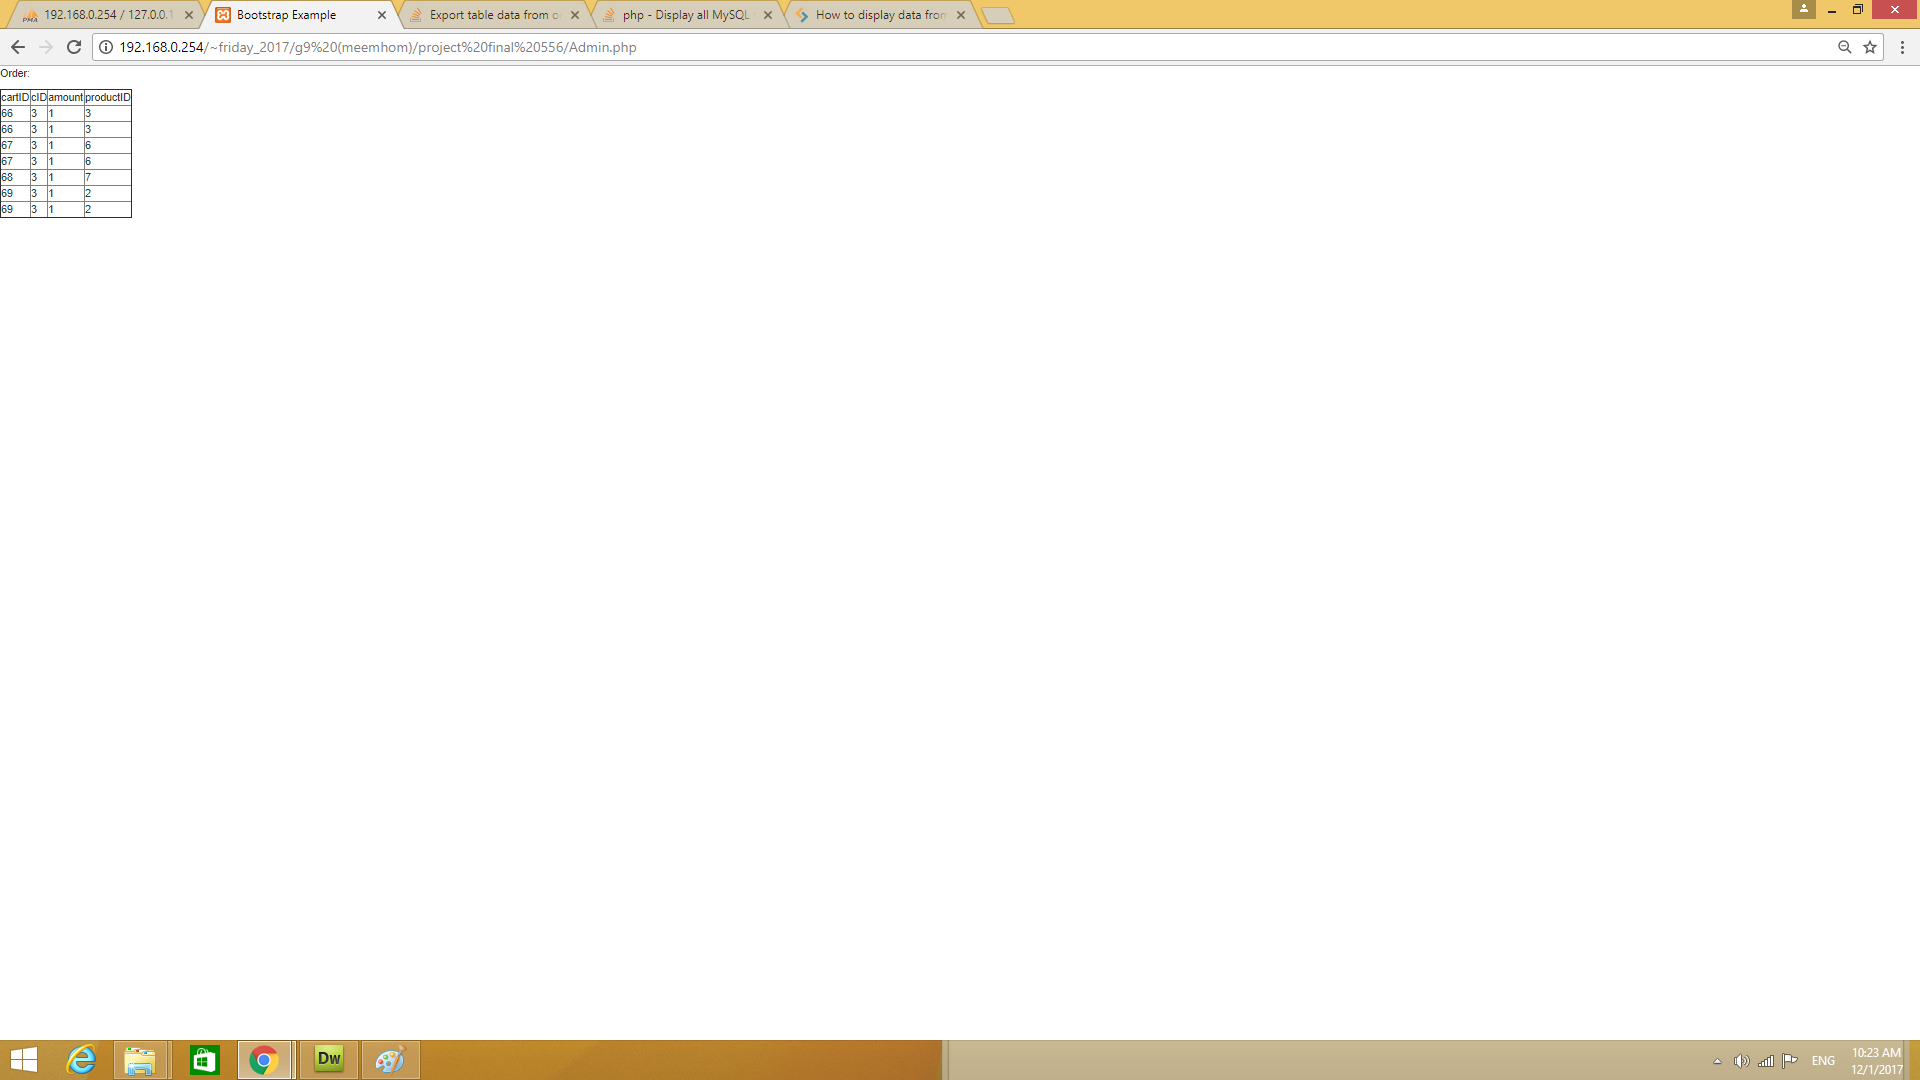 192.168.0.254 / 127.0.0.1
Bootstrap Example
Export table data from o
php - Display all MySQL
How to display data from
192.168.0.254/~friday_2017/g9%20(meemhom)/project%20final%20556/Admin.php
Order:
cartID cID amount productID
66 3 1 3
66 3 1 3
67 3 1 6
67 3 1 6
68 3 1 7
69 3 1 2
69 3 1 2
Dw
ENG
10:23 AM
12/1/2017